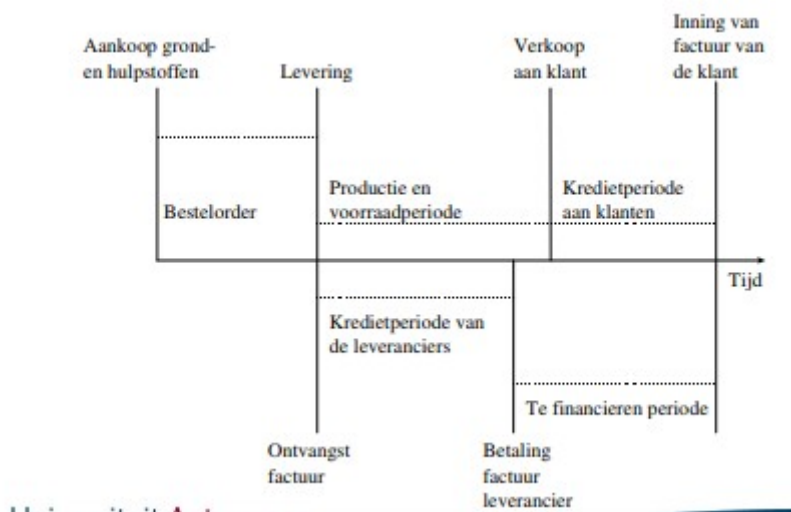 Aankoop grond-
en hulpstoffen
Levering
Verkoop
aan klant
Inning van
factuur van
de klant
Bestelorder
Productie en
voorraadperiode
Kredietperiode
aan klanten
Tijd
Kredietperiode van
de leveranciers
Te financieren periode
Ontvangst
factuur
Betaling
factuur
leverancier